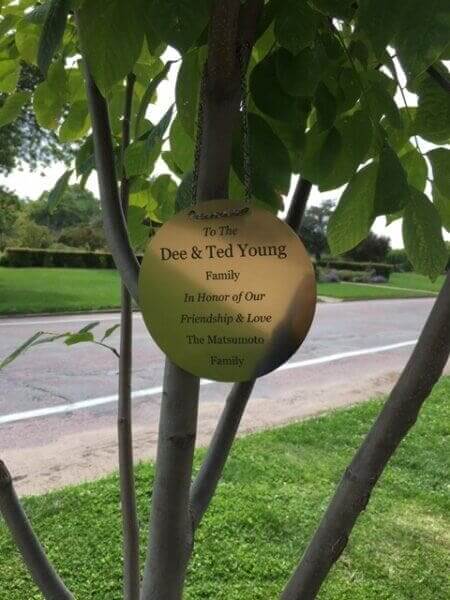 To The
Dee & Ted Young
Family
In Honor of Our
Friendship & Love
The Matsumoto
Family